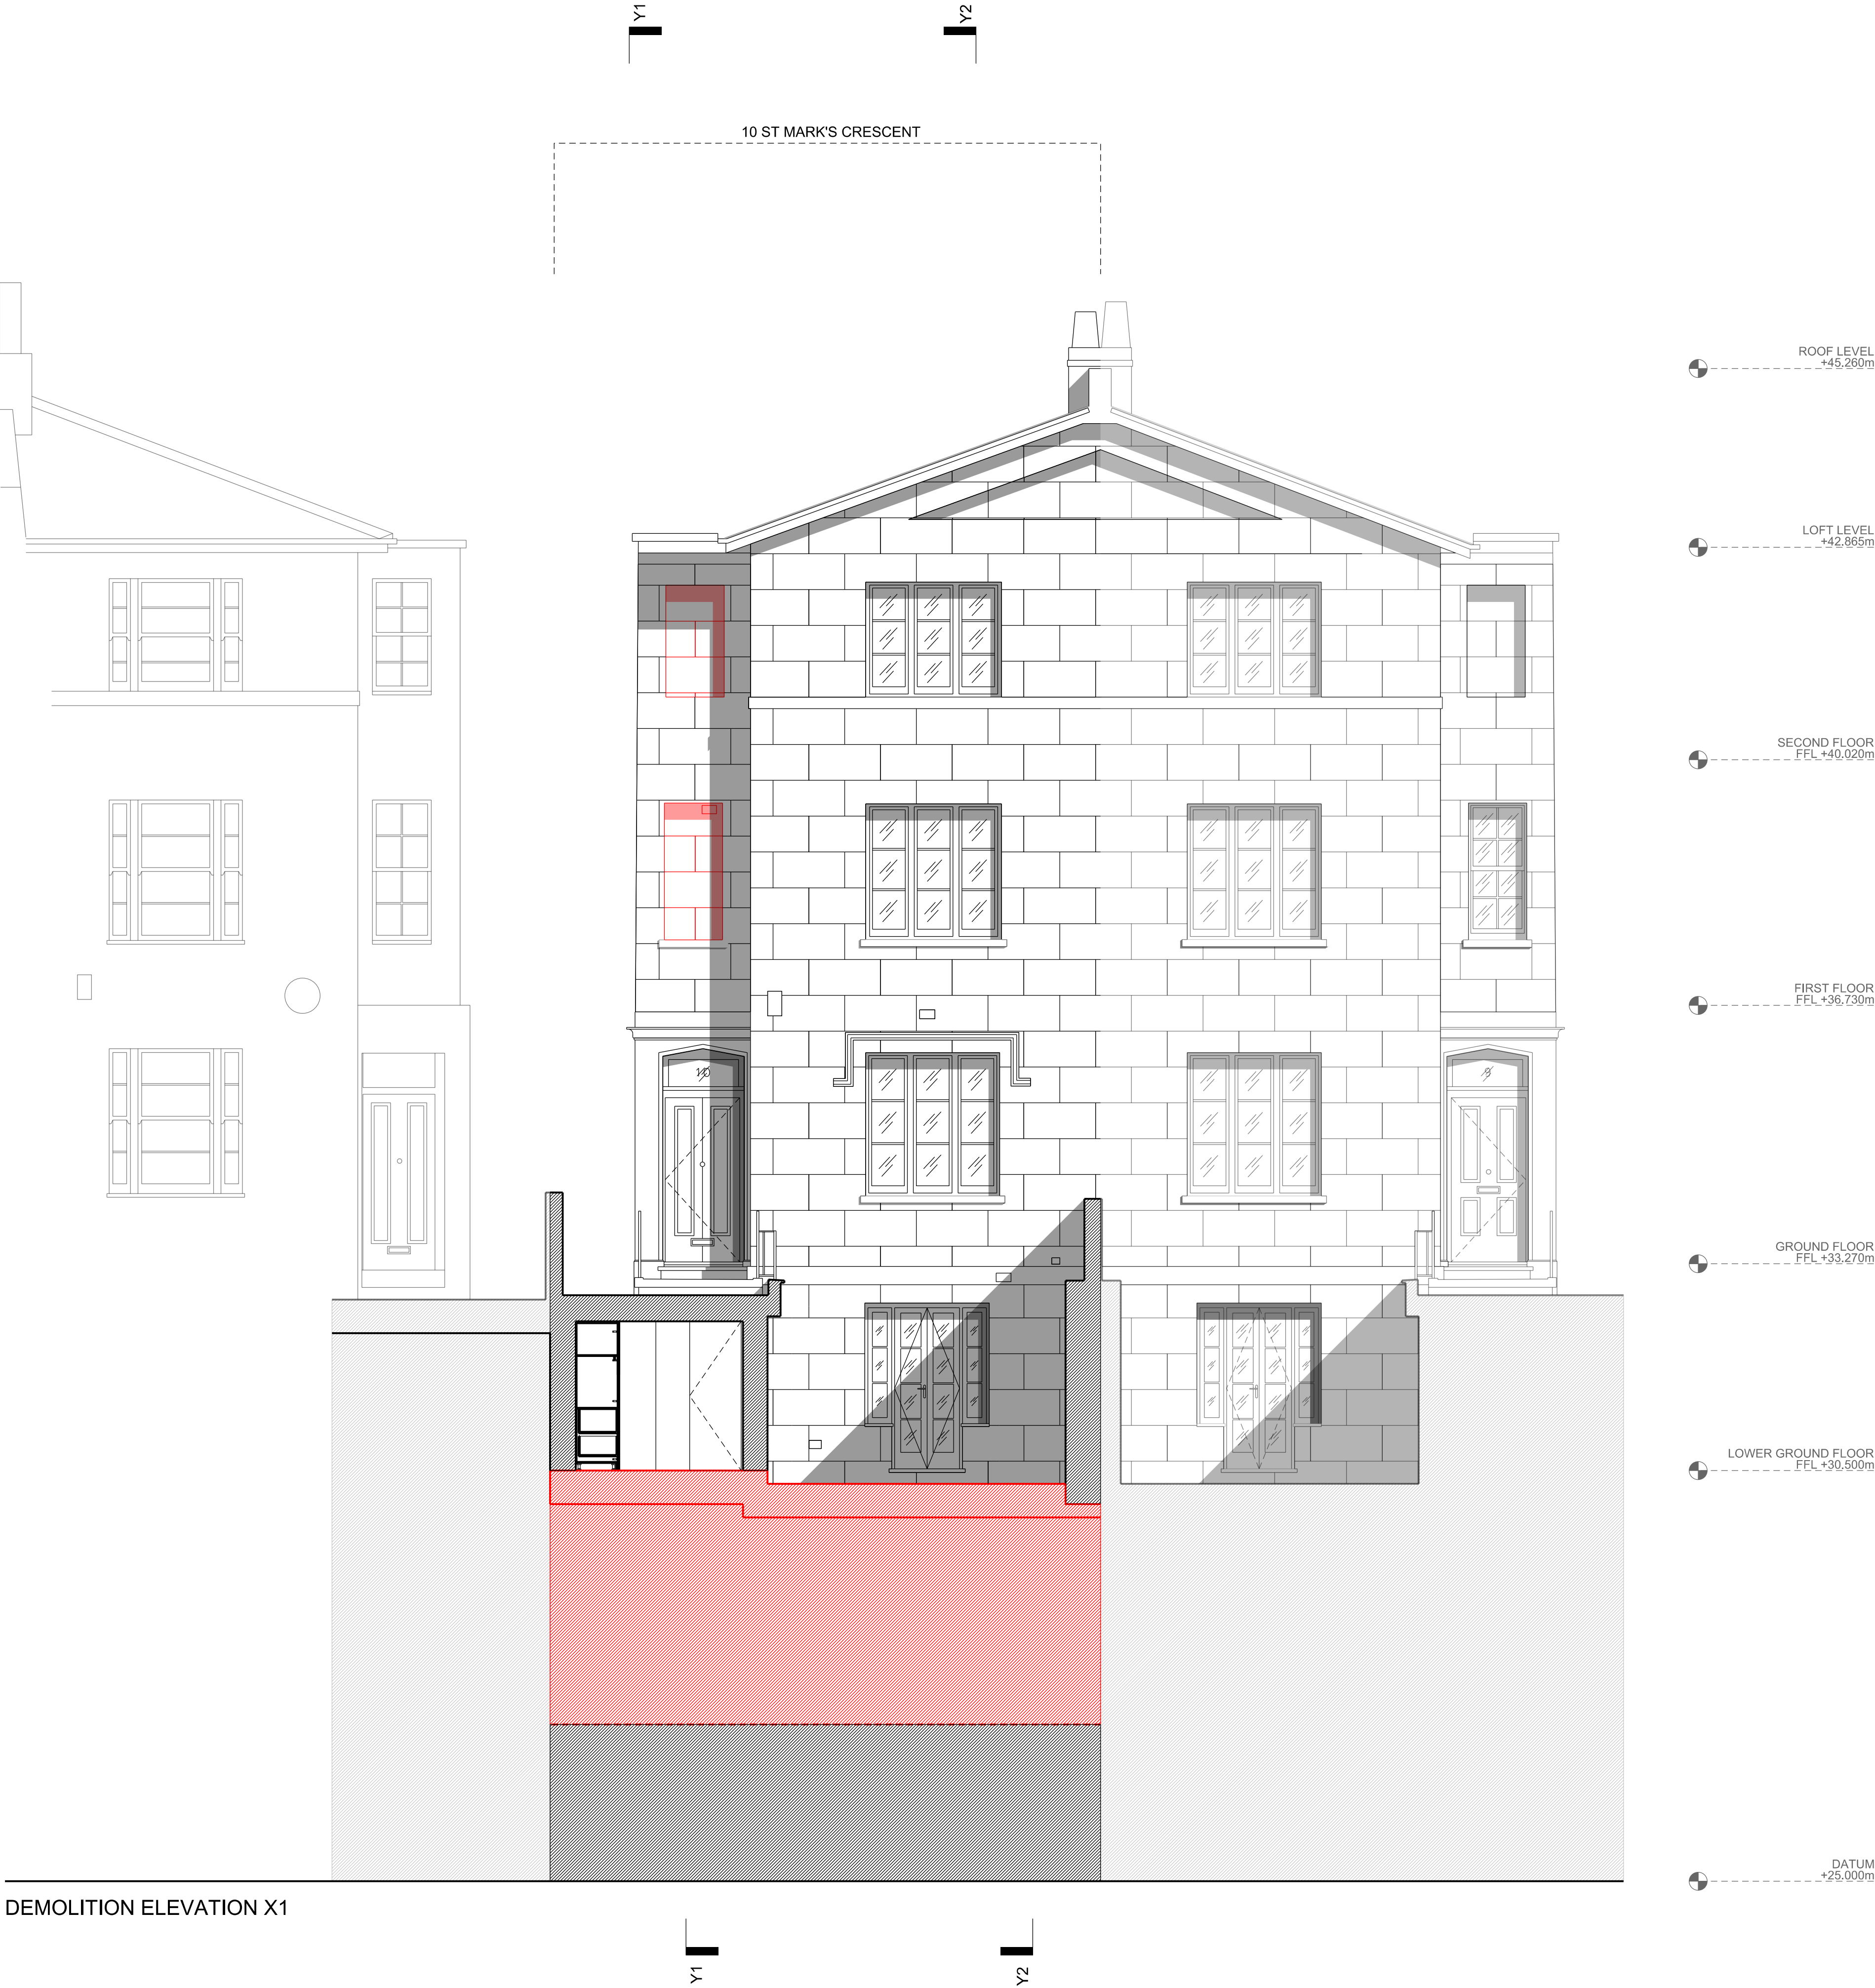 Y1
Y2
10 ST MARK'S CRESCENT
ROOF LEVEL
+45.260m
LOFT LEVEL
+42.865m
SECOND FLOOR
FFL +40.020m
FIRST FLOOR
FFL +36.730m
10
9
GROUND FLOOR
FFL +33.270m
LOWER GROUND FLOOR
FFL +30.500m
DATUM
+25.000m
DEMOLITION ELEVATION X1
Y1
Y2